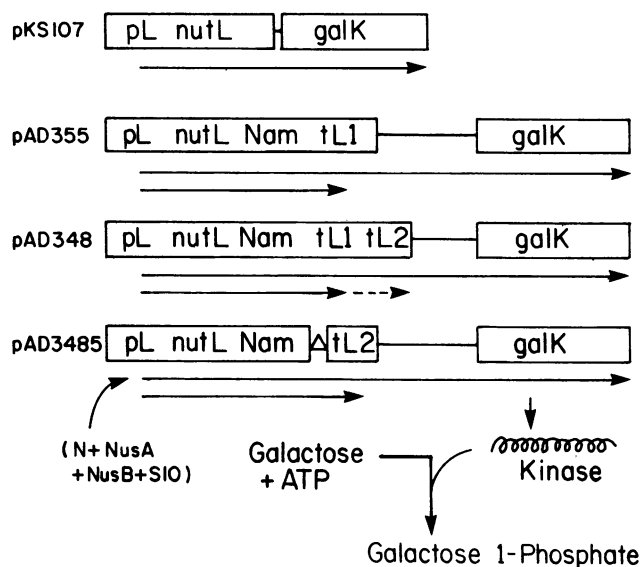 pKS107 pL nutL galK
pAD355 pL nutL Nam tL1 galK
pAD348 pL nutL Nam tL1 tL2 galK
pAD3485 pL nutL Nam Δ tL2 galK
(N+NusA
+NusB+S10)
Galactose
+ATP
Kinase
Galactose 1-Phosphate